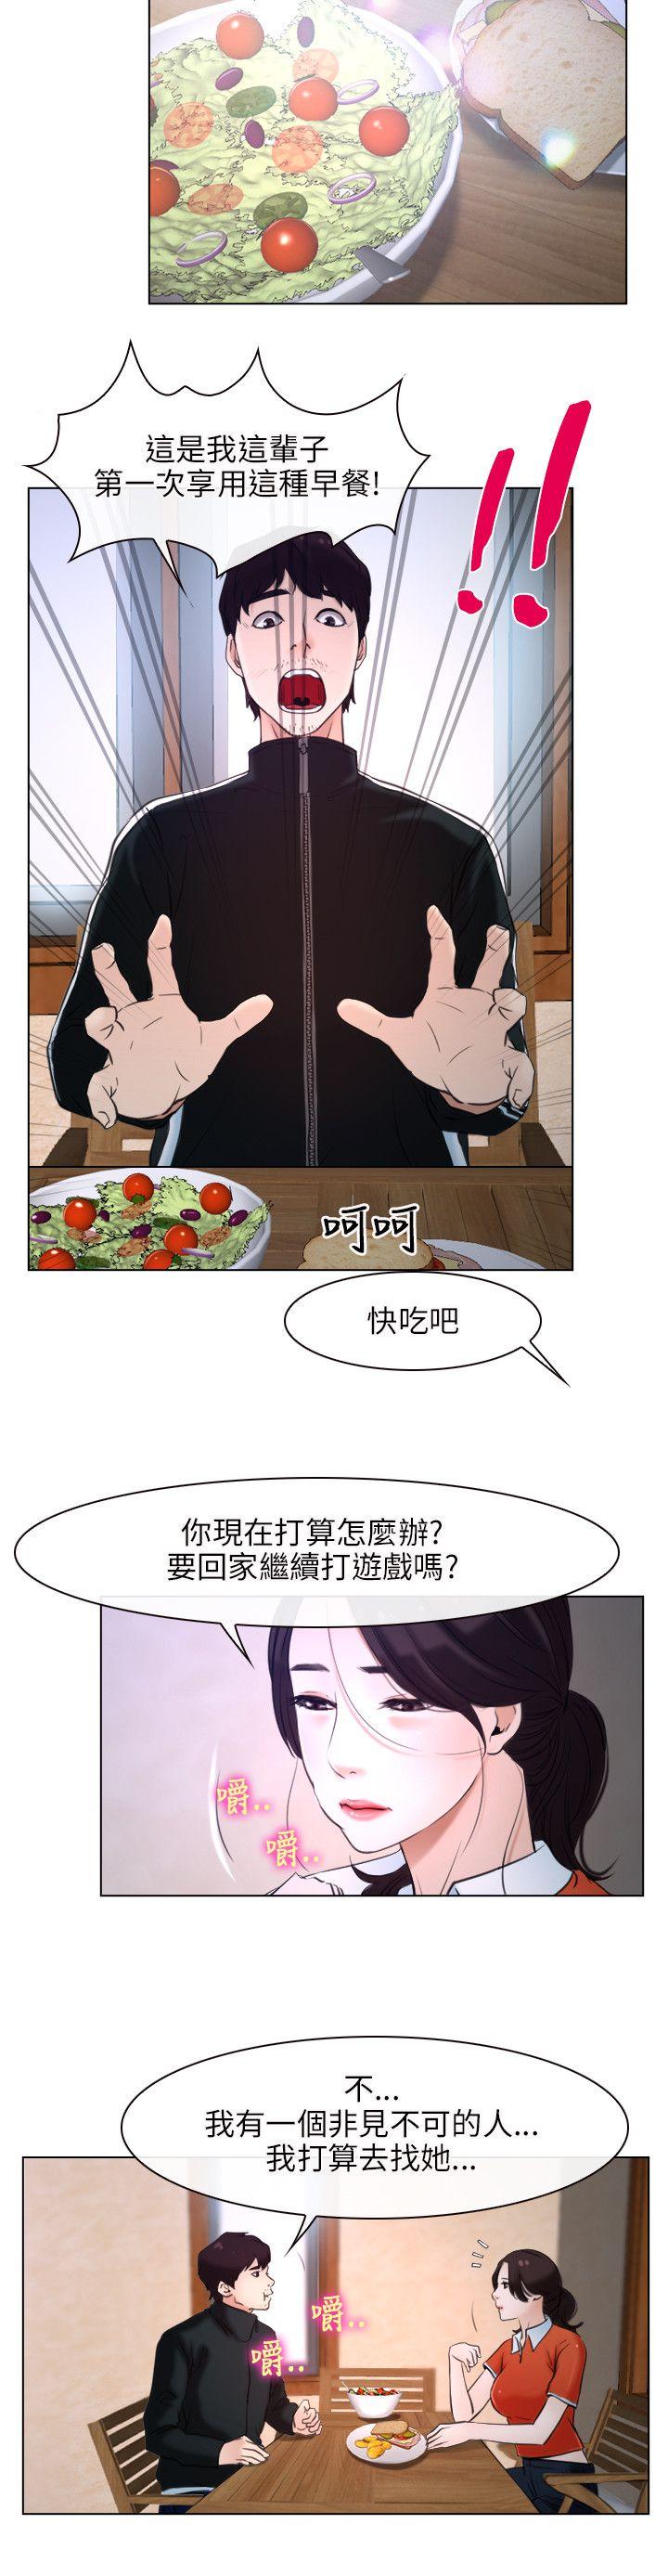 這是我這輩子
第一次享用這種早餐!
呵呵
快吃吧
你現在打算怎麼辦?
要回家繼續打遊戲嗎?
嚼..
嚼..
不...
我有一個非見不可的人...
我打算去找她...
嚼..
嚼..